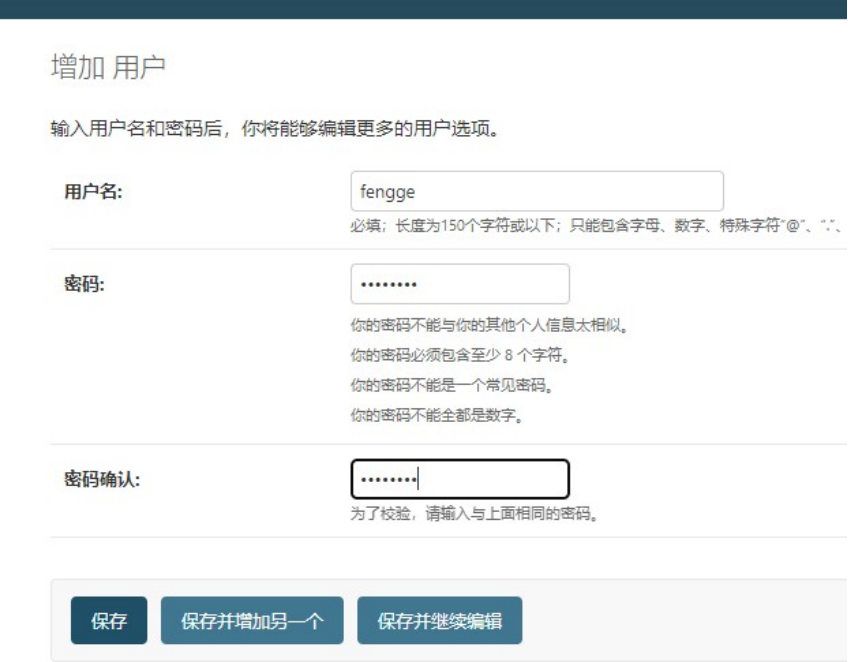 增加 用户
输入用户名和密码后，你将能够编辑更多的用户选项。
用户名:
fengge
必填；长度为150个字符或以下；只能包含字母、数字、特殊字符“@”、“.”、
密码:
••••••••
你的密码不能与你的其他个人信息太相似。
你的密码必须包含至少 8 个字符。
你的密码不能是一个常见密码。
你的密码不能全都是数字。
密码确认:
••••••••
为了校验，请输入与上面相同的密码。
保存
保存并增加另一个
保存并继续编辑